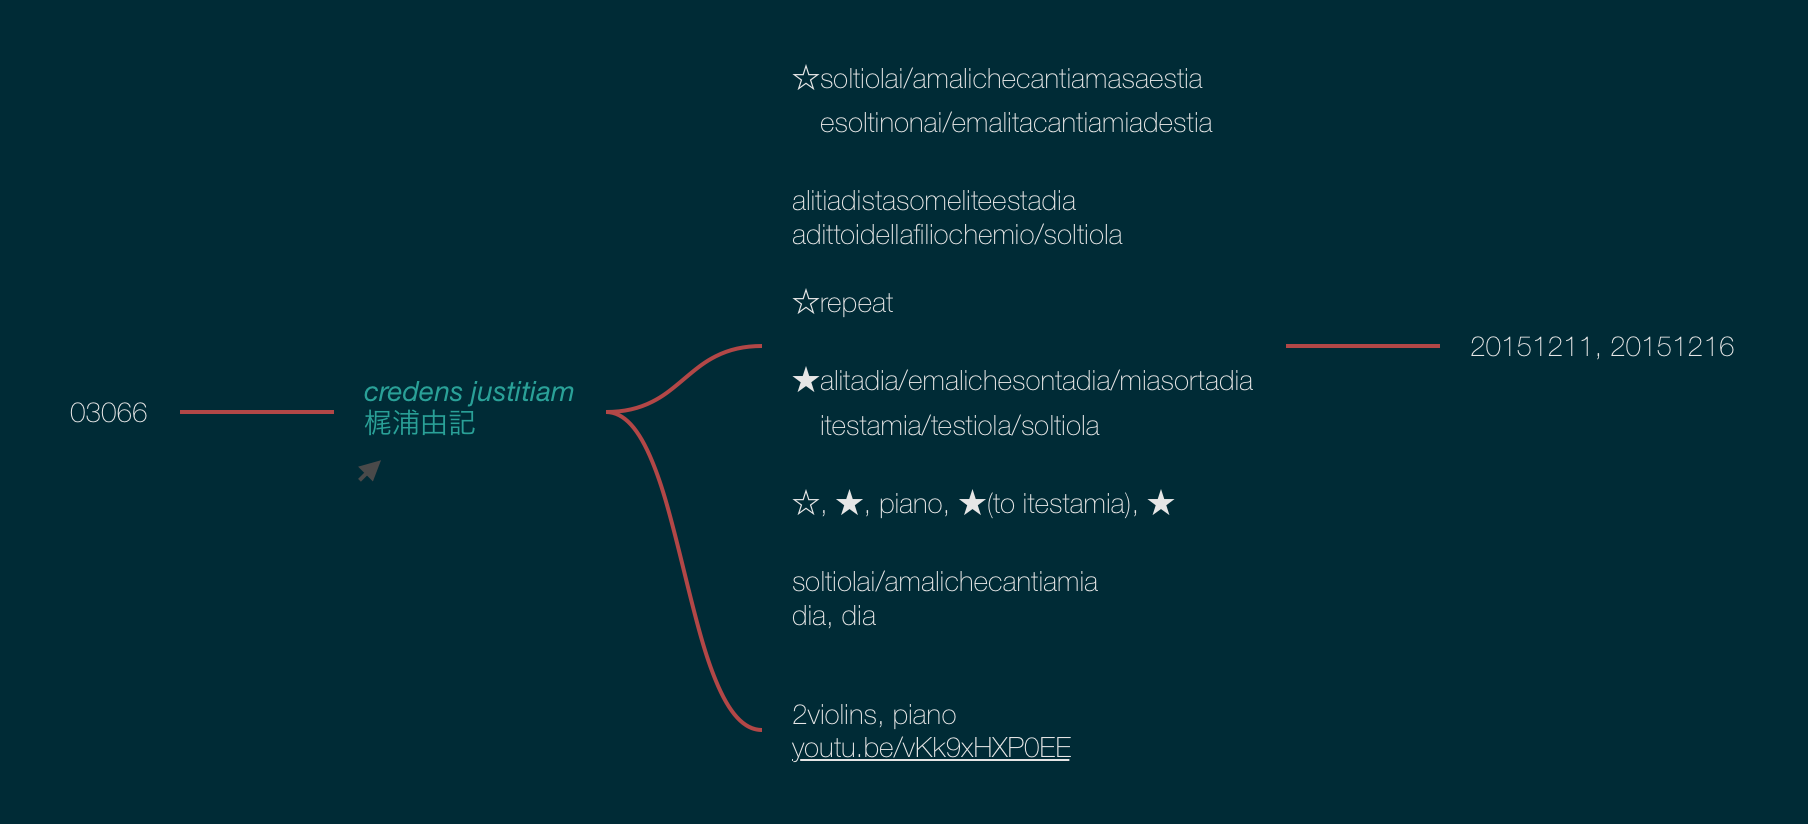 03066
credens justitiam
梶浦由記
☆soltiolai/amalichecantiamasaestia
esoltinonai/emalitacantiamiadestia
alitiadistasomeliteestadia
adittoidellafiliochemio/soltiola
☆repeat
★alitadia/emalichesontadia/miasortadia
itestamia/testiola/soltiola
☆, ★, piano, ★(to itestamia), ★
soltiolai/amalichecantiamia
dia, dia
2violins, piano
youtu.be/vKk9xHXP0EE
20151211, 20151216